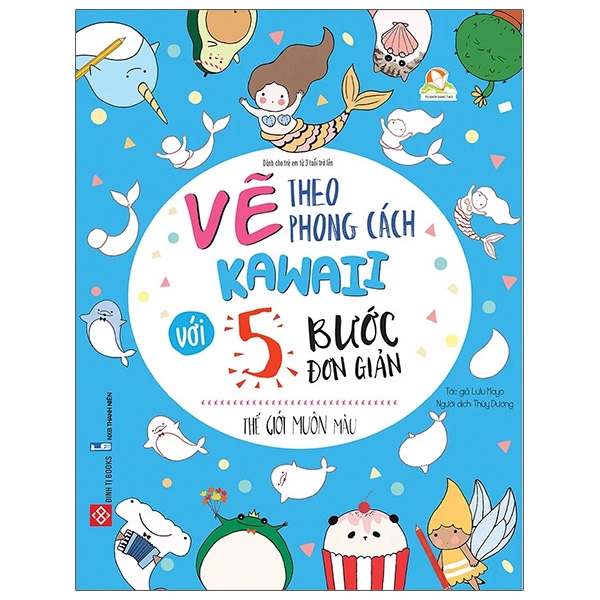 Dành cho trẻ em từ 3 tuổi trở lên
VẼ THEO
PHONG CÁCH
KAWAII
VỚI 5 BƯỚC
ĐƠN GIẢN
Tác giả: Lulu Mayo
Người dịch: Thùy Dương
THẾ GIỚI MUÔN MÀU
ĐINH TỊ BOOKS
NXB THANH NIÊN